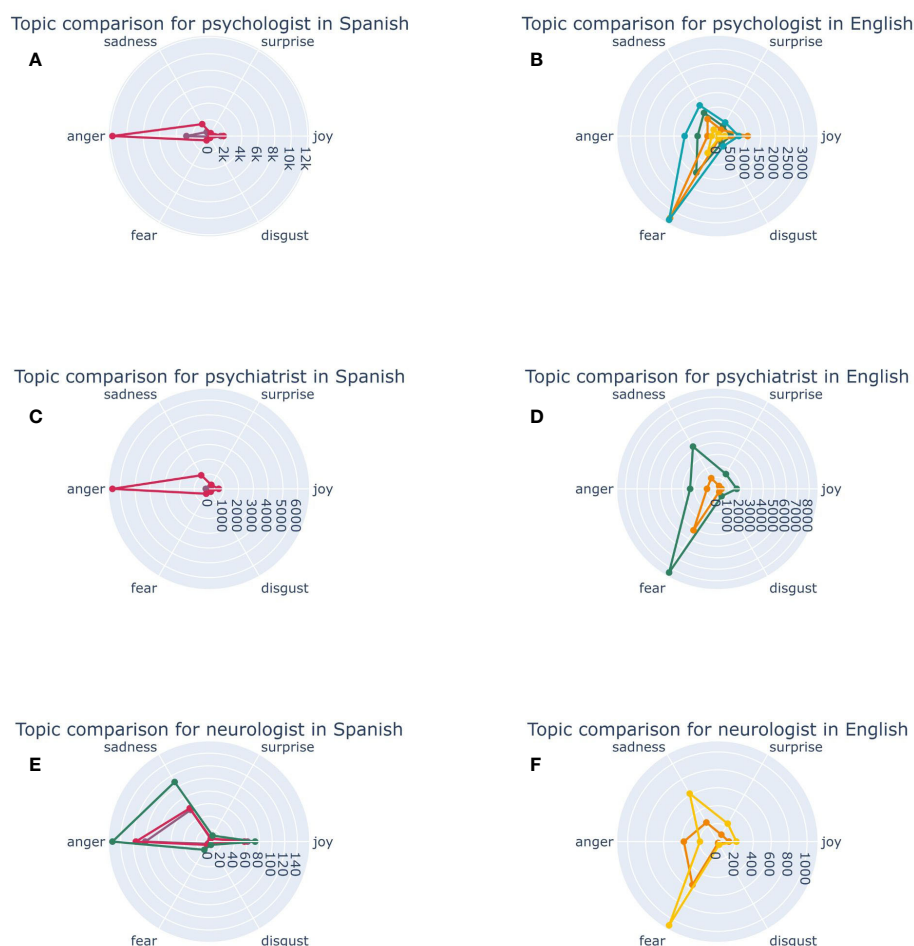 Topic comparison for psychologist in Spanish
sadness surprise
A
anger joy
0 2k 4k 6k 8k 10k 12k
fear disgust
Topic comparison for psychologist in English
sadness surprise
B
anger joy
0 500 1000 1500 2000 2500 3000
fear disgust
Topic comparison for psychiatrist in Spanish
sadness surprise
C
anger joy
0 1000 2000 3000 4000 5000 6000
fear disgust
Topic comparison for psychiatrist in English
sadness surprise
D
anger joy
0 1000 2000 3000 4000 5000 6000 7000 8000
fear disgust
Topic comparison for neurologist in Spanish
sadness surprise
E
anger joy
0 20 40 60 80 100 120 140
fear disgust
Topic comparison for neurologist in English
sadness surprise
F
anger joy
0 200 400 600 800 1000
fear disgust